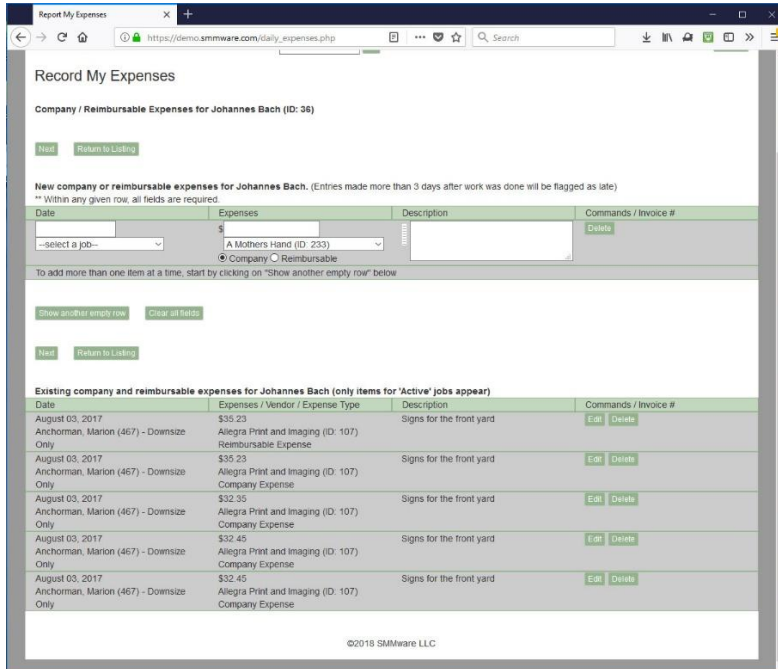 Report My Expenses
https://demo.smmware.com/daily_expenses.php
Search
Record My Expenses
Company / Reimbursable Expenses for Johannes Bach (ID: 36)
Next Return to Listing
New company or reimbursable expenses for Johannes Bach. (Entries made more than 3 days after work was done will be flagged as late)
** Within any given row, all fields are required.
Date Expenses Description Commands / Invoice #
$ Delete
--select a job-- A Mothers Hand (ID: 233)
Company Reimbursable
To add more than one item at a time, start by clicking on "Show another empty row" below
Show another empty row Clear all fields
Next Return to Listing
Existing company and reimbursable expenses for Johannes Bach (only items for 'Active' jobs appear)
Date Expenses / Vendor / Expense Type Description Commands / Invoice #
August 03, 2017 $35.23 Signs for the front yard Edit Delete
Anchorman, Marion (467) - Downsize Allegra Print and Imaging (ID: 107)
Only Reimbursable Expense
August 03, 2017 $35.23 Signs for the front yard Edit Delete
Anchorman, Marion (467) - Downsize Allegra Print and Imaging (ID: 107)
Only Company Expense
August 03, 2017 $32.35 Signs for the front yard Edit Delete
Anchorman, Marion (467) - Downsize Allegra Print and Imaging (ID: 107)
Only Company Expense
August 03, 2017 $32.45 Signs for the front yard Edit Delete
Anchorman, Marion (467) - Downsize Allegra Print and Imaging (ID: 107)
Only Company Expense
August 03, 2017 $32.45 Signs for the front yard Edit Delete
Anchorman, Marion (467) - Downsize Allegra Print and Imaging (ID: 107)
Only Company Expense
©2018 SMMware LLC